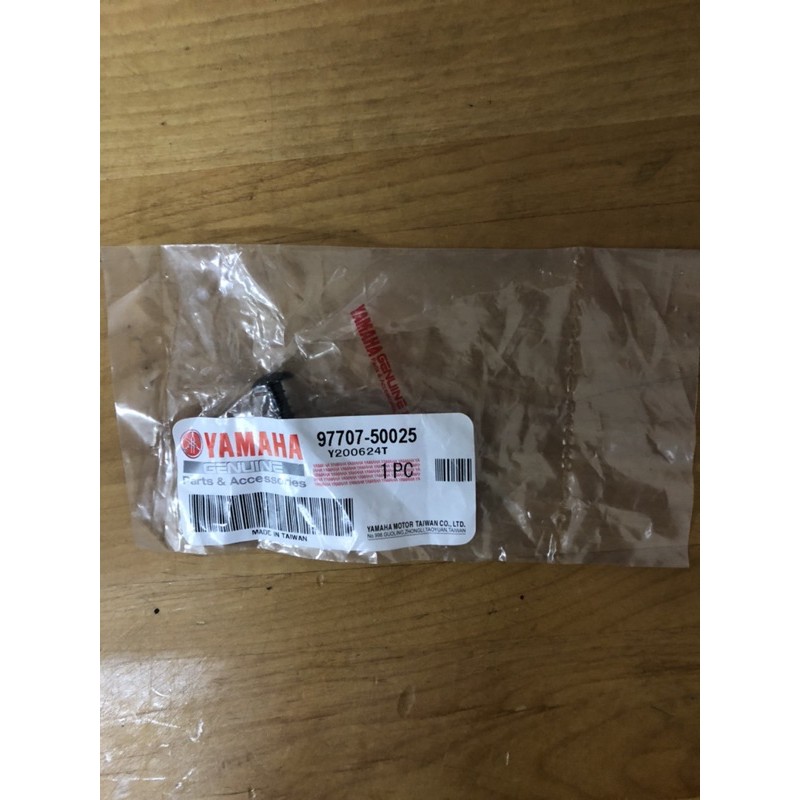 YAMAHA
GENUINE
YAMAHA
GENUINE
Parts & Accessories
97707-50025
Y200624T
1 PC
MADE IN TAIWAN
YAMAHA MOTOR TAIWAN CO., LTD.